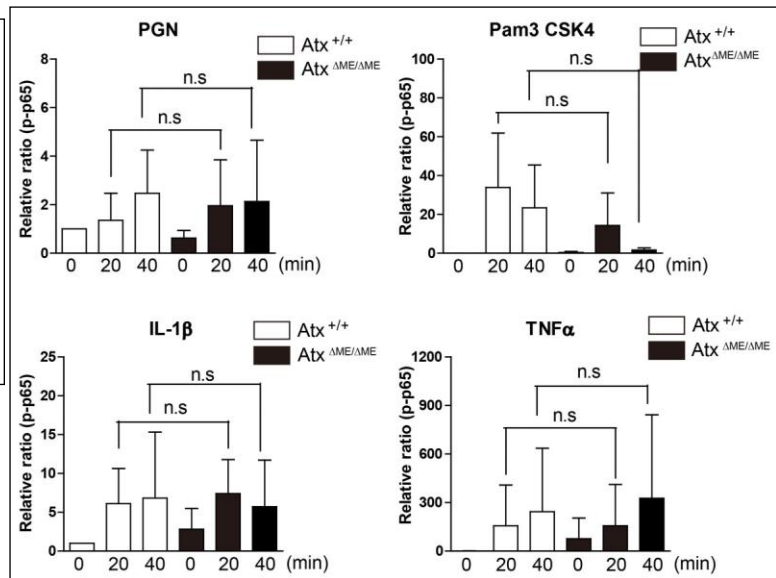 PGN
Atx +/+
Atx ΔME/ΔME
Relative ratio (p-p65)
8
6
4
2
0
n.s
n.s
0 20 40 0 20 40 (min)
Pam3 CSK4
Atx +/+
Atx ΔME/ΔME
Relative ratio (p-p65)
100
80
60
40
20
0
n.s
n.s
0 20 40 0 20 40 (min)
IL-1β
Atx +/+
Atx ΔME/ΔME
Relative ratio (p-p65)
25
20
15
10
5
0
n.s
n.s
0 20 40 0 20 40 (min)
TNFα
Atx +/+
Atx ΔME/ΔME
Relative ratio (p-p65)
1200
900
600
300
0
n.s
n.s
0 20 40 0 20 40 (min)